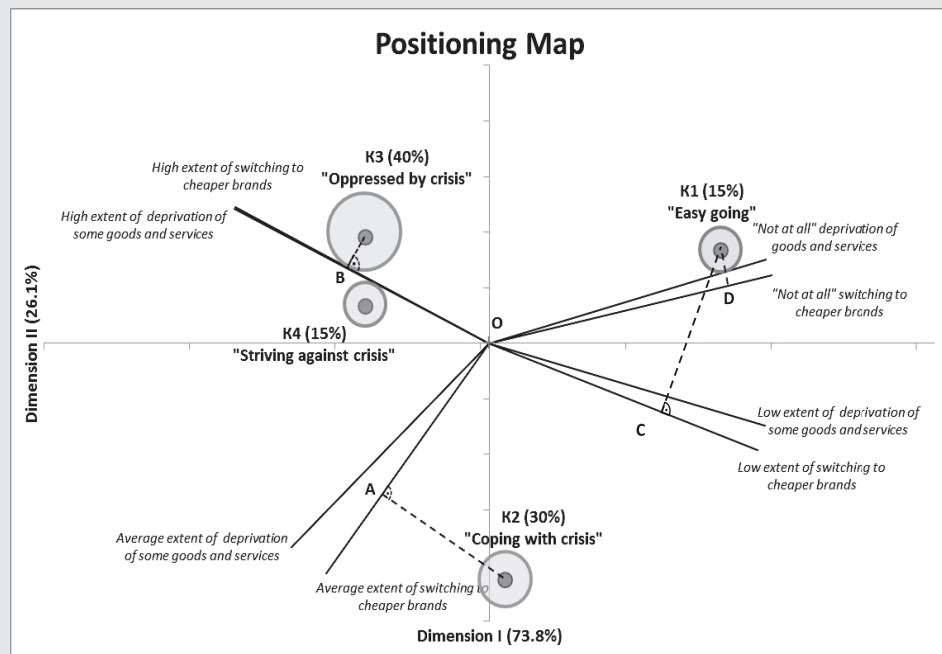 Positioning Map
K3 (40%)
"Oppressed by crisis"
High extent of switching to
cheaper brands
High extent of deprivation of
some goods and services
K1 (15%)
"Easy going"
"Not at all" deprivation of
goods and services
B
D
"Not at all" switching to
cheaper brands
O
K4 (15%)
"Striving against crisis"
Dimension II (26.1%)
Low extent of deprivation of
some goods and services
C
Low extent of switching to
cheaper brands
A
K2 (30%)
"Coping with crisis"
Average extent of deprivation
of some goods and services
Average extent of switching to
cheaper brands
Dimension I (73.8%)